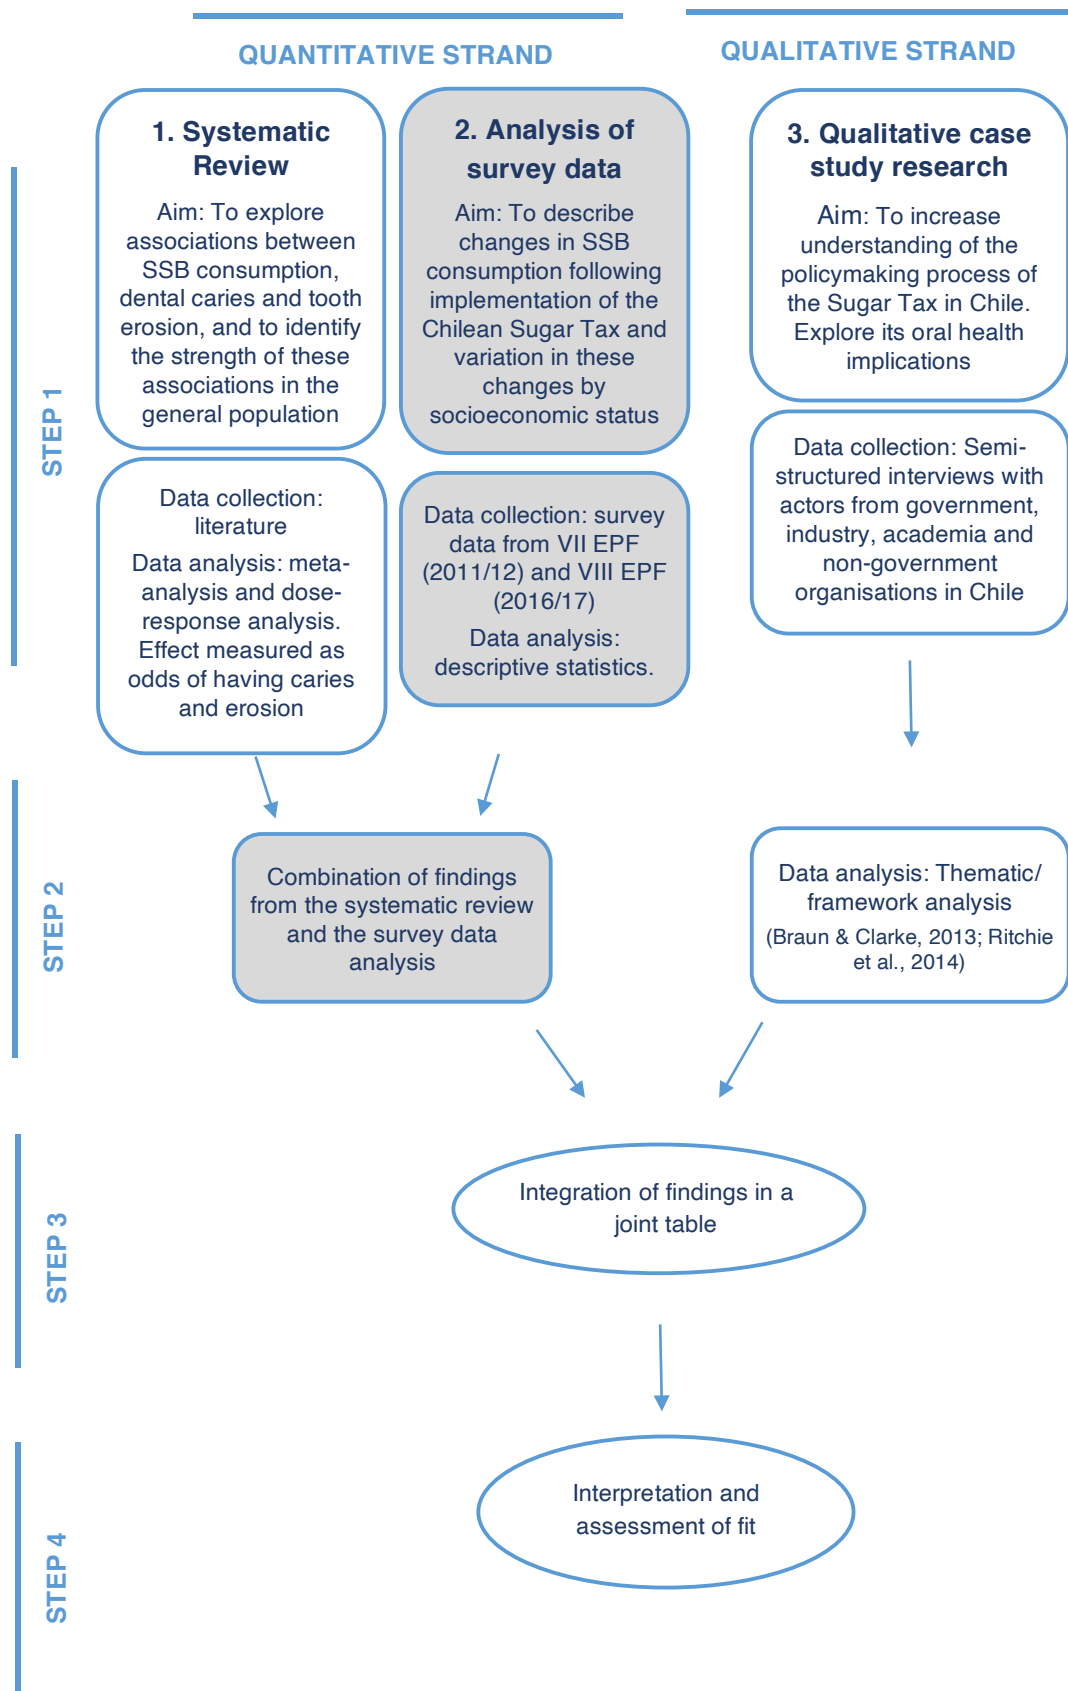 QUANTITATIVE STRAND
QUALITATIVE STRAND
STEP 1
1. Systematic
Review
Aim: To explore
associations between
SSB consumption,
dental caries and tooth
erosion, and to identify
the strength of these
associations in the
general population
Data collection:
literature
Data analysis: meta-
analysis and dose-
response analysis.
Effect measured as
odds of having caries
and erosion
2. Analysis of
survey data
Aim: To describe
changes in SSB
consumption following
implementation of the
Chilean Sugar Tax and
variation in these
changes by
socioeconomic status
Data collection: survey
data from VII EPF
(2011/12) and VIII EPF
(2016/17)
Data analysis:
descriptive statistics.
3. Qualitative case
study research
Aim: To increase
understanding of the
policymaking process of
the Sugar Tax in Chile.
Explore its oral health
implications
Data collection: Semi-
structured interviews with
actors from government,
industry, academia and
non-government
organisations in Chile
STEP 2
Combination of findings
from the systematic review
and the survey data
analysis
Data analysis: Thematic/
framework analysis
(Braun & Clarke, 2013; Ritchie
et al., 2014)
STEP 3
Integration of findings in a
joint table
STEP 4
Interpretation and
assessment of fit